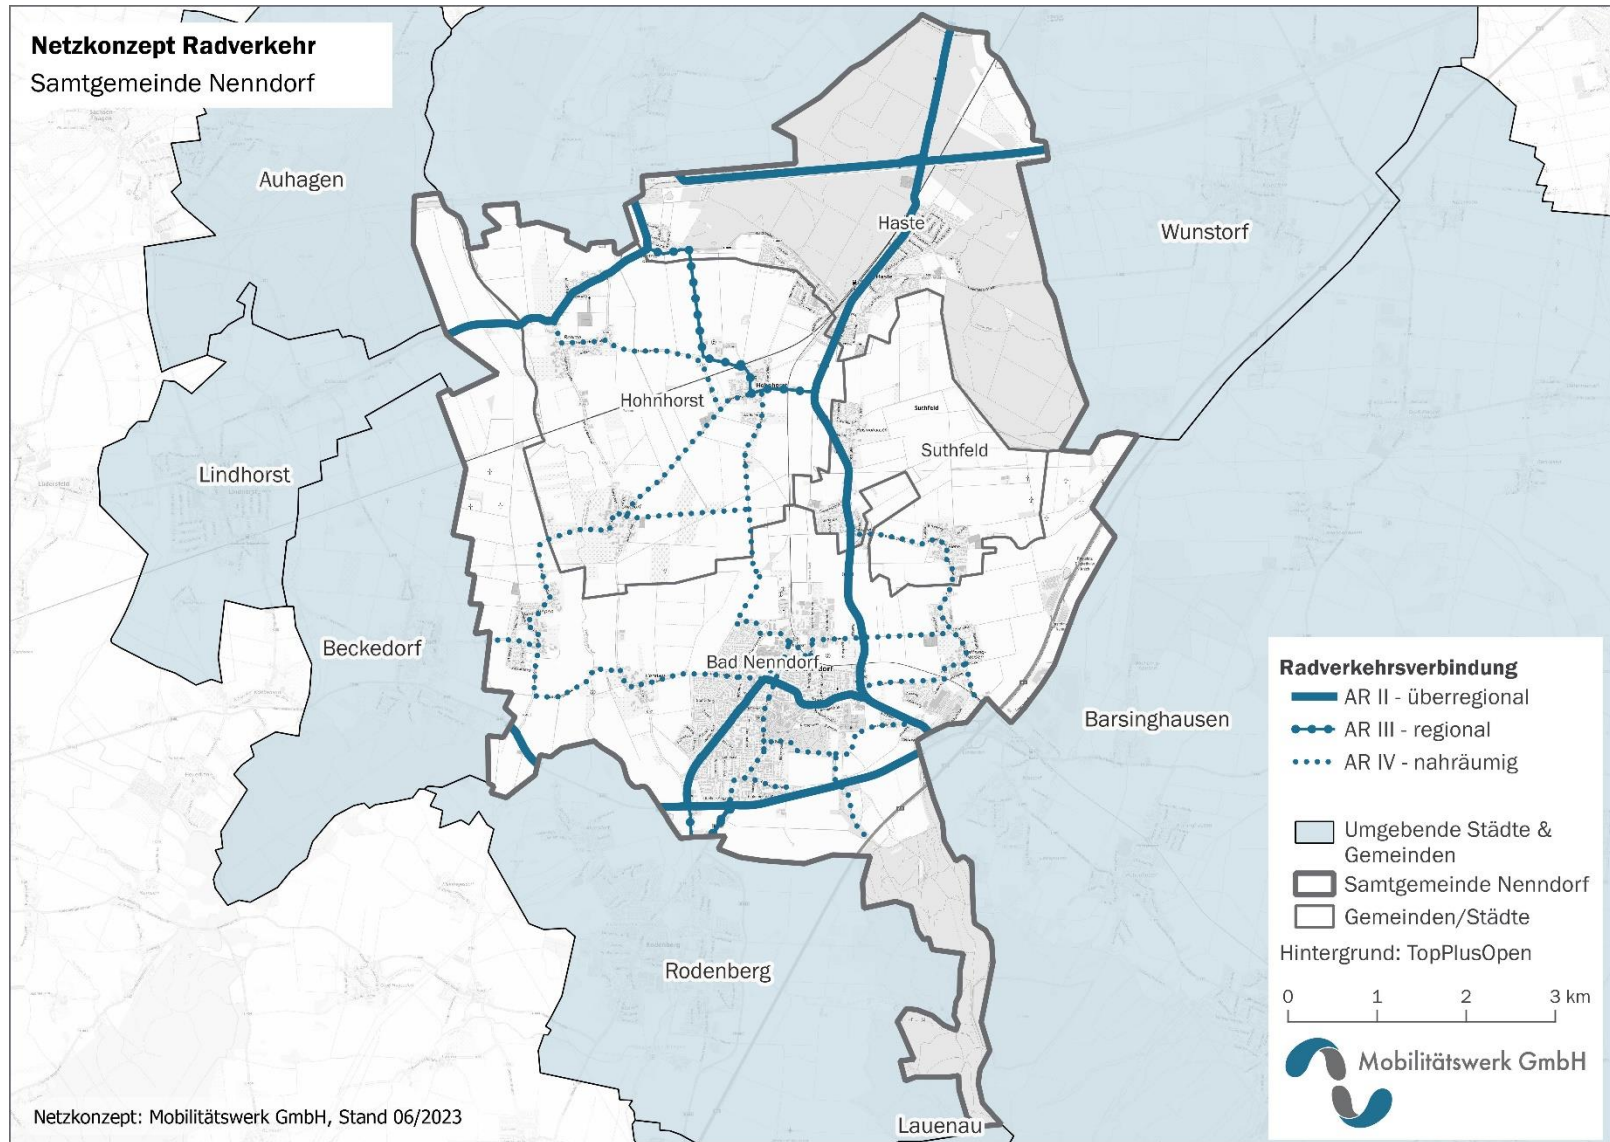 Netzkonzept Radverkehr
Samtgemeinde Nenndorf
Auhagen
Haste
Wunstorf
Hohnhorst
Suthfeld
Suthfeld
Lindhorst
Beckedorf
Bad Nenndorf
Barsinghausen
Rodenberg
Lauenau
Radverkehrsverbindung
AR II - überregional
AR III - regional
AR IV - nahräumig
Umgebende Städte &
Gemeinden
Samtgemeinde Nenndorf
Gemeinden/Städte
Hintergrund: TopPlusOpen
0 1 2 3 km
Mobilitätswerk GmbH
Netzkonzept: Mobilitätswerk GmbH, Stand 06/2023